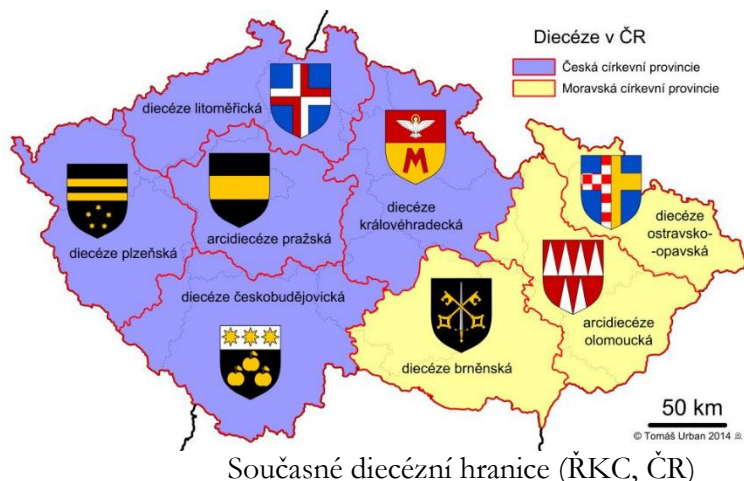 Diecéze v ČR
Česká církevní provincie
Moravská církevní provincie
diecéze litoměřická
M
diecéze
královéhradecká
arcidiecéze pražská
diecéze plzeňská
diecéze
ostravsko-
-opavská
diecéze českobudějovická
arcidiecéze
olomoucká
diecéze brněnská
50 km
© Tomáš Urban 2014
Současné diecézní hranice (ŘKC, ČR)